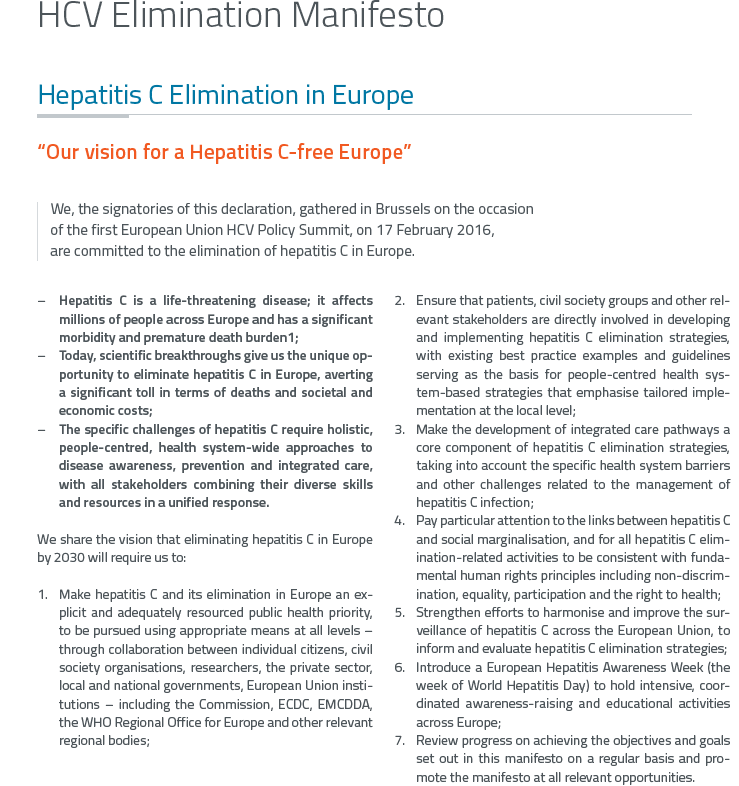 HCV Elimination Manifesto
Hepatitis C Elimination in Europe
“Our vision for a Hepatitis C-free Europe”
We, the signatories of this declaration, gathered in Brussels on the occasion
of the first European Union HCV Policy Summit, on 17 February 2016,
are committed to the elimination of hepatitis C in Europe.
– Hepatitis C is a life-threatening disease; it affects
millions of people across Europe and has a significant
morbidity and premature death burden1;
– Today, scientific breakthroughs give us the unique op-
portunity to eliminate hepatitis C in Europe, averting
a significant toll in terms of deaths and societal and
economic costs;
– The specific challenges of hepatitis C require holistic,
people-centred, health system-wide approaches to
disease awareness, prevention and integrated care,
with all stakeholders combining their diverse skills
and resources in a unified response.
We share the vision that eliminating hepatitis C in Europe
by 2030 will require us to:
1. Make hepatitis C and its elimination in Europe an ex-
plicit and adequately resourced public health priority,
to be pursued using appropriate means at all levels –
through collaboration between individual citizens, civil
society organisations, researchers, the private sector,
local and national governments, European Union insti-
tutions – including the Commission, ECDC, EMCDDA,
the WHO Regional Office for Europe and other relevant
regional bodies;
2. Ensure that patients, civil society groups and other rel-
evant stakeholders are directly involved in developing
and implementing hepatitis C elimination strategies,
with existing best practice examples and guidelines
serving as the basis for people-centred health sys-
tem-based strategies that emphasise tailored imple-
mentation at the local level;
3. Make the development of integrated care pathways a
core component of hepatitis C elimination strategies,
taking into account the specific health system barriers
and other challenges related to the management of
hepatitis C infection;
4. Pay particular attention to the links between hepatitis C
and social marginalisation, and for all hepatitis C elim-
ination-related activities to be consistent with funda-
mental human rights principles including non-discrim-
ination, equality, participation and the right to health;
5. Strengthen efforts to harmonise and improve the sur-
veillance of hepatitis C across the European Union, to
inform and evaluate hepatitis C elimination strategies;
6. Introduce a European Hepatitis Awareness Week (the
week of World Hepatitis Day) to hold intensive, coor-
dinated awareness-raising and educational activities
across Europe;
7. Review progress on achieving the objectives and goals
set out in this manifesto on a regular basis and pro-
mote the manifesto at all relevant opportunities.